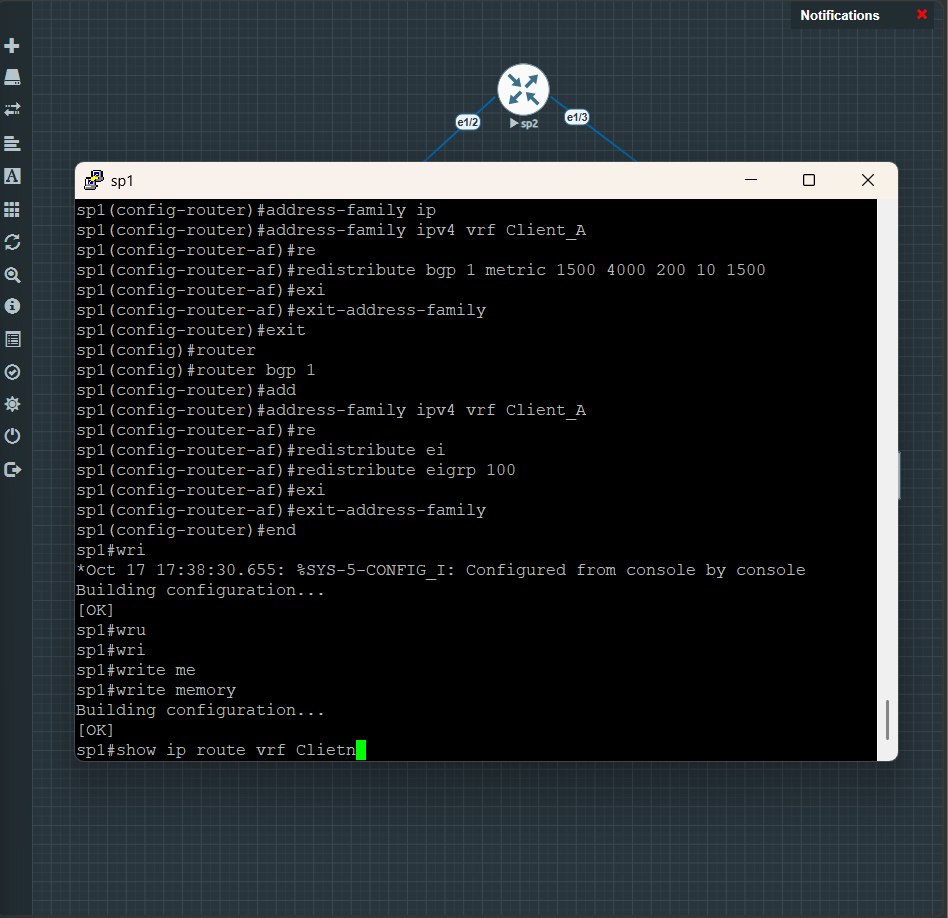 Notifications
e1/2
e1/3
sp2
sp1
sp1(config-router)#address-family ip
sp1(config-router)#address-family ipv4 vrf Client_A
sp1(config-router-af)#re
sp1(config-router-af)#redistribute bgp 1 metric 1500 4000 200 10 1500
sp1(config-router-af)#exi
sp1(config-router-af)#exit-address-family
sp1(config-router)#exit
sp1(config)#router
sp1(config)#router bgp 1
sp1(config-router)#add
sp1(config-router)#address-family ipv4 vrf Client_A
sp1(config-router-af)#re
sp1(config-router-af)#redistribute ei
sp1(config-router-af)#redistribute eigrp 100
sp1(config-router-af)#exi
sp1(config-router-af)#exit-address-family
sp1(config-router)#end
sp1#wri
*Oct 17 17:38:30.655: %SYS-5-CONFIG_I: Configured from console by console
Building configuration...
[OK]
sp1#wru
sp1#wri
sp1#write me
sp1#write memory
Building configuration...
[OK]
sp1#show ip route vrf Clietn